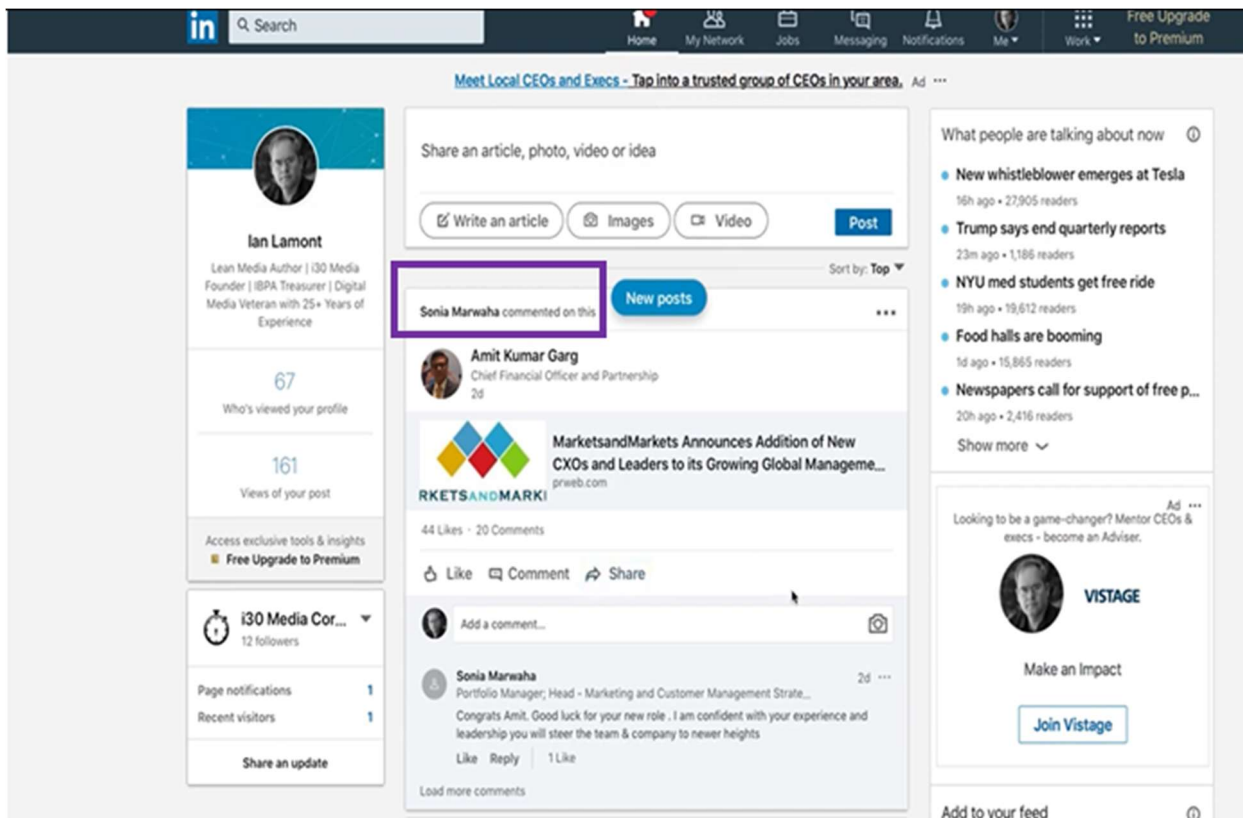 in
Search
Home
My Network
Jobs
Messaging
Notifications
Me
Work
Free Upgrade
to Premium
Meet Local CEOs and Execs - Tap into a trusted group of CEOs in your area. Ad ...
Ian Lamont
Lean Media Author | i30 Media
Founder | IBPA Treasurer | Digital
Media Veteran with 25+ Years of
Experience
67
Who's viewed your profile
161
Views of your post
Access exclusive tools & insights
Free Upgrade to Premium
i30 Media Cor...
12 followers
Page notifications 1
Recent visitors 1
Share an update
Share an article, photo, video or idea
Write an article
Images
Video
Post
Sort by: Top
New posts
Sonia Marwaha commented on this
Amit Kumar Garg
Chief Financial Officer and Partnership
2d
RKETSANDMARKI
MarketsandMarkets Announces Addition of New
CXOs and Leaders to its Growing Global Manageme...
prweb.com
44 Likes · 20 Comments
Like
Comment
Share
Add a comment...
Sonia Marwaha
2d
Portfolio Manager; Head - Marketing and Customer Management Strate...
Congrats Amit. Good luck for your new role . I am confident with your experience and
leadership you will steer the team & company to newer heights
Like Reply 1 Like
Load more comments
What people are talking about now
New whistleblower emerges at Tesla
16h ago • 27,905 readers
Trump says end quarterly reports
23m ago • 1,186 readers
NYU med students get free ride
19h ago • 19,612 readers
Food halls are booming
1d ago • 15,865 readers
Newspapers call for support of free p...
20h ago • 2,416 readers
Show more
Ad ...
Looking to be a game-changer? Mentor CEOs &
execs - become an Adviser.
VISTAGE
Make an Impact
Join Vistage
Add to your feed